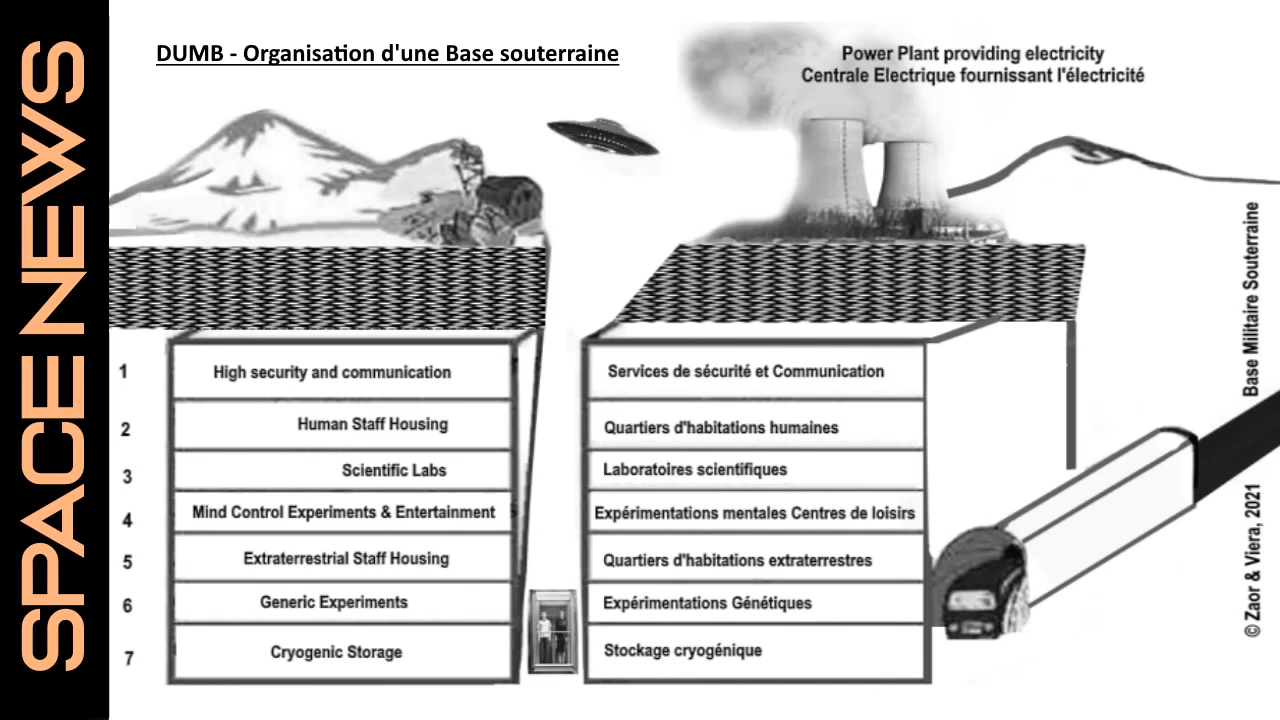 SPACE NEWS
DUMB - Organisation d'une Base souterraine
Power Plant providing electricity
Centrale Electrique fournissant l'électricité
1
High security and communication
Services de sécurité et Communication
2
Human Staff Housing
Quartiers d'habitations humaines
3
Scientific Labs
Laboratoires scientifiques
4
Mind Control Experiments & Entertainment
Expérimentations mentales Centres de loisirs
5
Extraterrestrial Staff Housing
Quartiers d'habitations extraterrestres
6
Generic Experiments
Expérimentations Génétiques
7
Cryogenic Storage
Stockage cryogénique
© Zaor & Viera, 2021 Base Militaire Souterraine